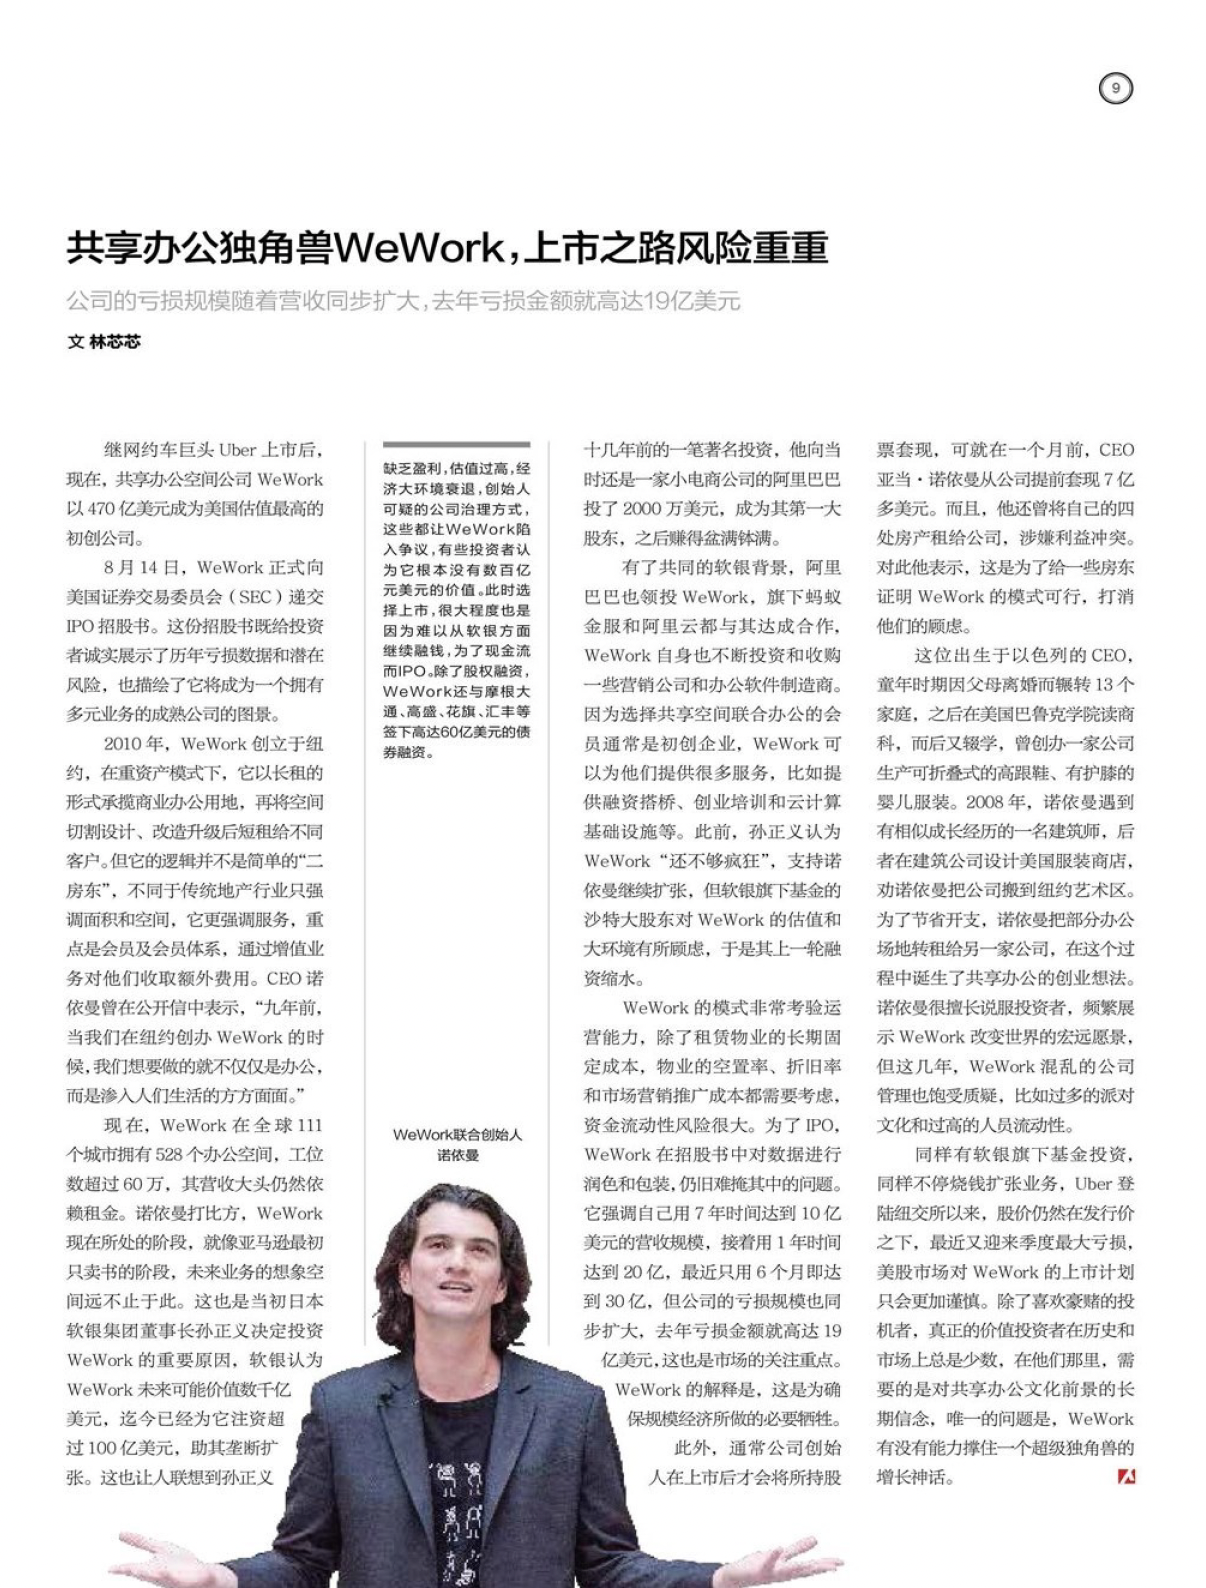 9
共享办公独角兽WeWork，上市之路风险重重
公司的亏损规模随着营收同步扩大，去年亏损金额就高达19亿美元
文 林芯芯
继网约车巨头 Uber 上市后，
现在，共享办公空间公司 WeWork
以 470 亿美元成为美国估值最高的
初创公司。
8 月 14 日，WeWork 正式向
美国证券交易委员会（SEC）递交
IPO 招股书。这份招股书既给投资
者诚实展示了历年亏损数据和潜在
风险，也描绘了它将成为一个拥有
多元业务的成熟公司的图景。
2010 年，WeWork 创立于纽
约，在重资产模式下，它以长租的
形式承揽商业办公用地，再将空间
切割设计、改造升级后短租给不同
客户。但它的逻辑并不是简单的“二
房东”，不同于传统地产行业只强
调面积和空间，它更强调服务，重
点是会员及会员体系，通过增值业
务对他们收取额外费用。CEO 诺
依曼曾在公开信中表示，“九年前，
当我们在纽约创办 WeWork 的时
候，我们想要做的就不仅仅是办公，
而是渗入人们生活的方方面面。”
现在，WeWork 在全球 111
个城市拥有 528 个办公空间，工位
数超过 60 万，其营收大头仍然依
赖租金。诺依曼打比方，WeWork
现在所处的阶段，就像亚马逊最初
只卖书的阶段，未来业务的想象空
间远不止于此。这也是当初日本
软银集团董事长孙正义决定投资
WeWork 的重要原因，软银认为
WeWork 未来可能价值数千亿
美元，迄今已经为它注资超
过 100 亿美元，助其垄断扩
张。这也让人联想到孙正义
缺乏盈利，估值过高，经
济大环境衰退，创始人
可疑的公司治理方式，
这些都让WeWork陷
入争议，有些投资者认
为它根本没有数百亿
元美元的价值。此时选
择上市，很大程度也是
因为难以从软银方面
继续融钱，为了现金流
而IPO。除了股权融资，
WeWork还与摩根大
通、高盛、花旗、汇丰等
签下高达60亿美元的债
券融资。
WeWork联合创始人
诺依曼
十几年前的一笔著名投资，他向当
时还是一家小电商公司的阿里巴巴
投了 2000 万美元，成为其第一大
股东，之后赚得盆满钵满。
有了共同的软银背景，阿里
巴巴也领投 WeWork，旗下蚂蚁
金服和阿里云都与其达成合作，
WeWork 自身也不断投资和收购
一些营销公司和办公软件制造商。
因为选择共享空间联合办公的会
员通常是初创企业，WeWork 可
以为他们提供很多服务，比如提
供融资搭桥、创业培训和云计算
基础设施等。此前，孙正义认为
WeWork “还不够疯狂”，支持诺
依曼继续扩张，但软银旗下基金的
沙特大股东对 WeWork 的估值和
大环境有所顾虑，于是其上一轮融
资缩水。
WeWork 的模式非常考验运
营能力，除了租赁物业的长期固
定成本，物业的空置率、折旧率
和市场营销推广成本都需要考虑，
资金流动性风险很大。为了 IPO，
WeWork 在招股书中对数据进行
润色和包装，仍旧难掩其中的问题。
它强调自己用 7 年时间达到 10 亿
美元的营收规模，接着用 1 年时间
达到 20 亿，最近只用 6 个月即达
到 30 亿，但公司的亏损规模也同
步扩大，去年亏损金额就高达 19
亿美元，这也是市场的关注重点。
WeWork 的解释是，这是为确
保规模经济所做的必要牺牲。
此外，通常公司创始
人在上市后才会将所持股
票套现，可就在一个月前，CEO
亚当·诺依曼从公司提前套现 7 亿
多美元。而且，他还曾将自己的四
处房产租给公司，涉嫌利益冲突。
对此他表示，这是为了给一些房东
证明 WeWork 的模式可行，打消
他们的顾虑。
这位出生于以色列的 CEO，
童年时期因父母离婚而辗转 13 个
家庭，之后在美国巴鲁克学院读商
科，而后又辍学，曾创办一家公司
生产可折叠式的高跟鞋、有护膝的
婴儿服装。2008 年，诺依曼遇到
有相似成长经历的一名建筑师，后
者在建筑公司设计美国服装商店，
劝诺依曼把公司搬到纽约艺术区。
为了节省开支，诺依曼把部分办公
场地转租给另一家公司，在这个过
程中诞生了共享办公的创业想法。
诺依曼很擅长说服投资者，频繁展
示 WeWork 改变世界的宏远愿景，
但这几年，WeWork 混乱的公司
管理也饱受质疑，比如过多的派对
文化和过高的人员流动性。
同样有软银旗下基金投资，
同样不停烧钱扩张业务，Uber 登
陆纽交所以来，股价仍然在发行价
之下，最近又迎来季度最大亏损，
美股市场对 WeWork 的上市计划
只会更加谨慎。除了喜欢豪赌的投
机者，真正的价值投资者在历史和
市场上总是少数，在他们那里，需
要的是对共享办公文化前景的长
期信念，唯一的问题是，WeWork
有没有能力撑住一个超级独角兽的
增长神话。